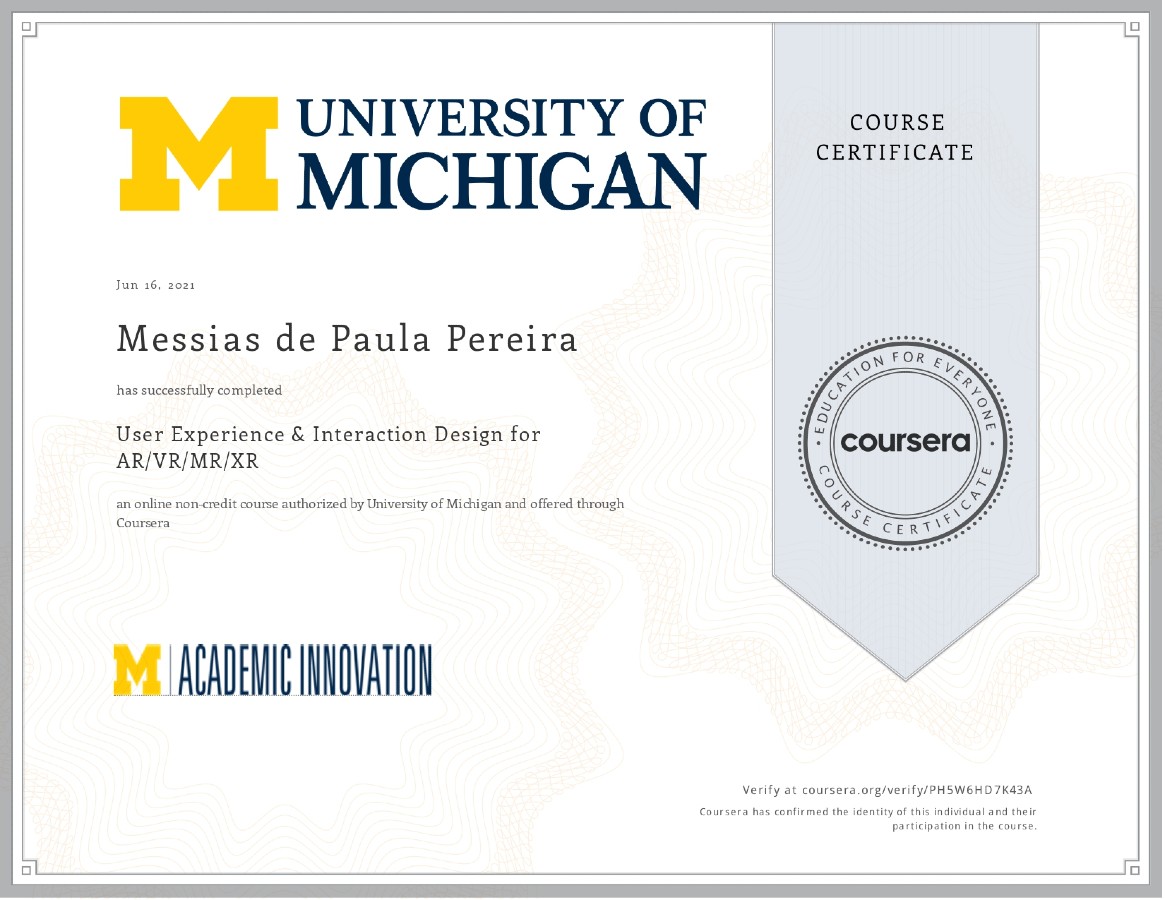 UNIVERSITY OF
MICHIGAN
COURSE
CERTIFICATE
Jun 16, 2021
Messias de Paula Pereira
has successfully completed
User Experience & Interaction Design for
AR/VR/MR/XR
an online non-credit course authorized by University of Michigan and offered through
Coursera
EDUCATION FOR EVERYONE
coursera
COURSE CERTIFICATE
M ACADEMIC INNOVATION
Verify at coursera.org/verify/PH5W6HD7K43A
Coursera has confirmed the identity of this individual and their
participation in the course.